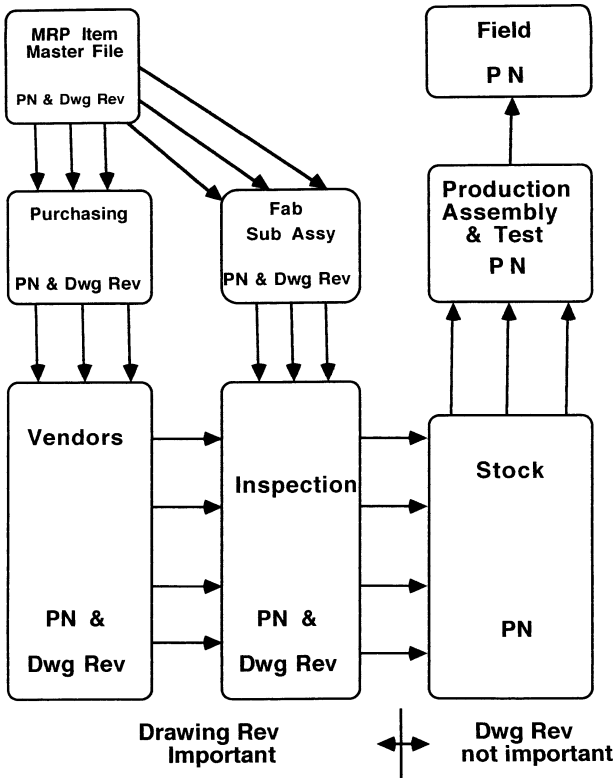 MRP Item
Master File
PN & Dwg Rev
Field
PN
Purchasing
PN & Dwg Rev
Fab
Sub Assy
PN & Dwg Rev
Production
Assembly
& Test
PN
Vendors
PN &
Dwg Rev
Inspection
PN &
Dwg Rev
Stock
PN
Drawing Rev
Important
Dwg Rev
not important